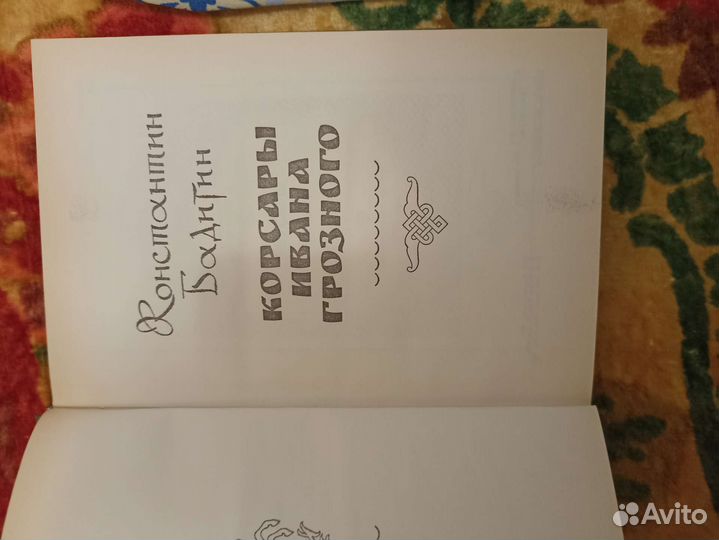 Константин
Бадигин
КОРСАРЫ
ИВАНА
ГРОЗНОГО
Avito